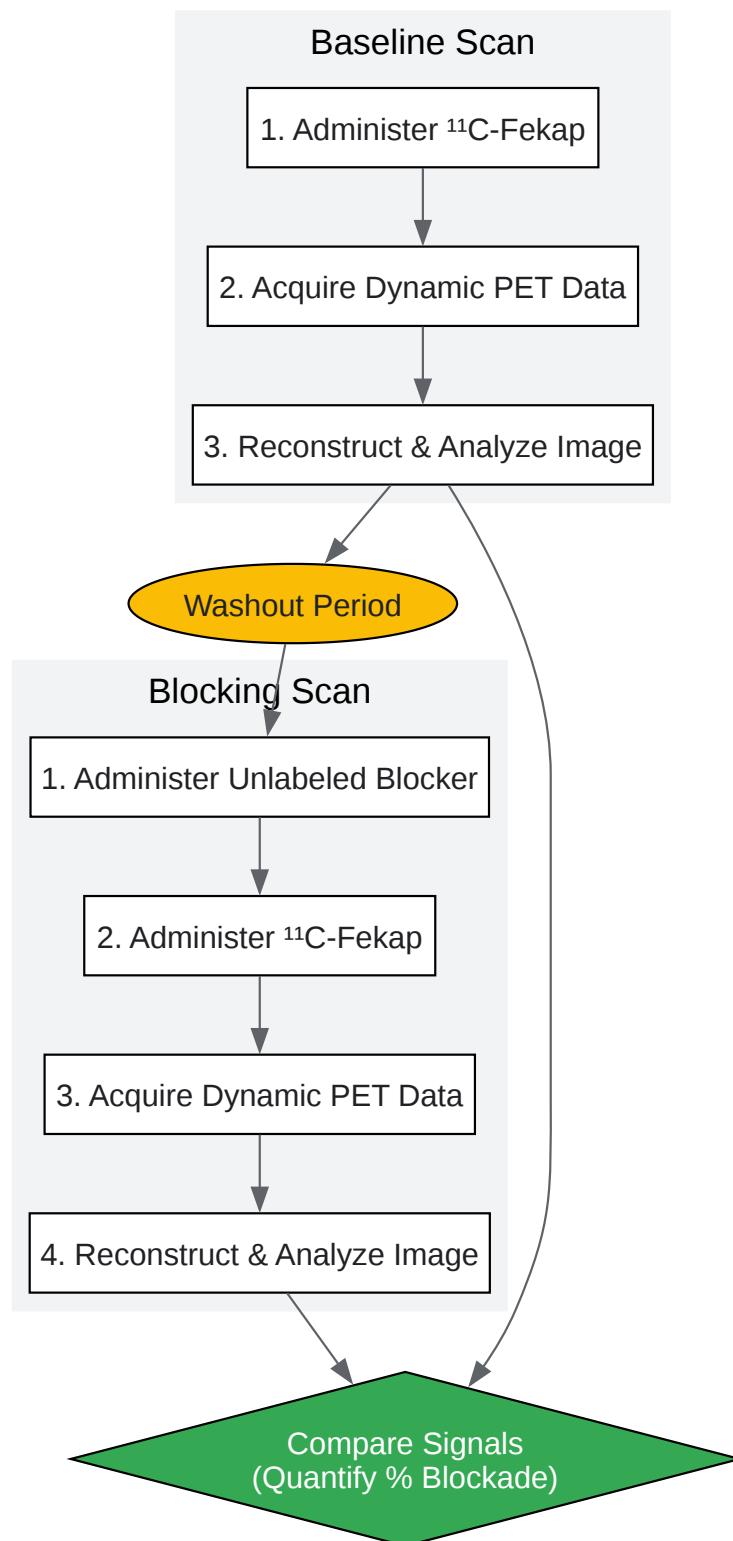 Baseline Scan
1. Administer ¹¹C-Fekap
2. Acquire Dynamic PET Data
3. Reconstruct & Analyze Image
Washout Period
Blocking Scan
1. Administer Unlabeled Blocker
2. Administer ¹¹C-Fekap
3. Acquire Dynamic PET Data
4. Reconstruct & Analyze Image
Compare Signals
(Quantify % Blockade)